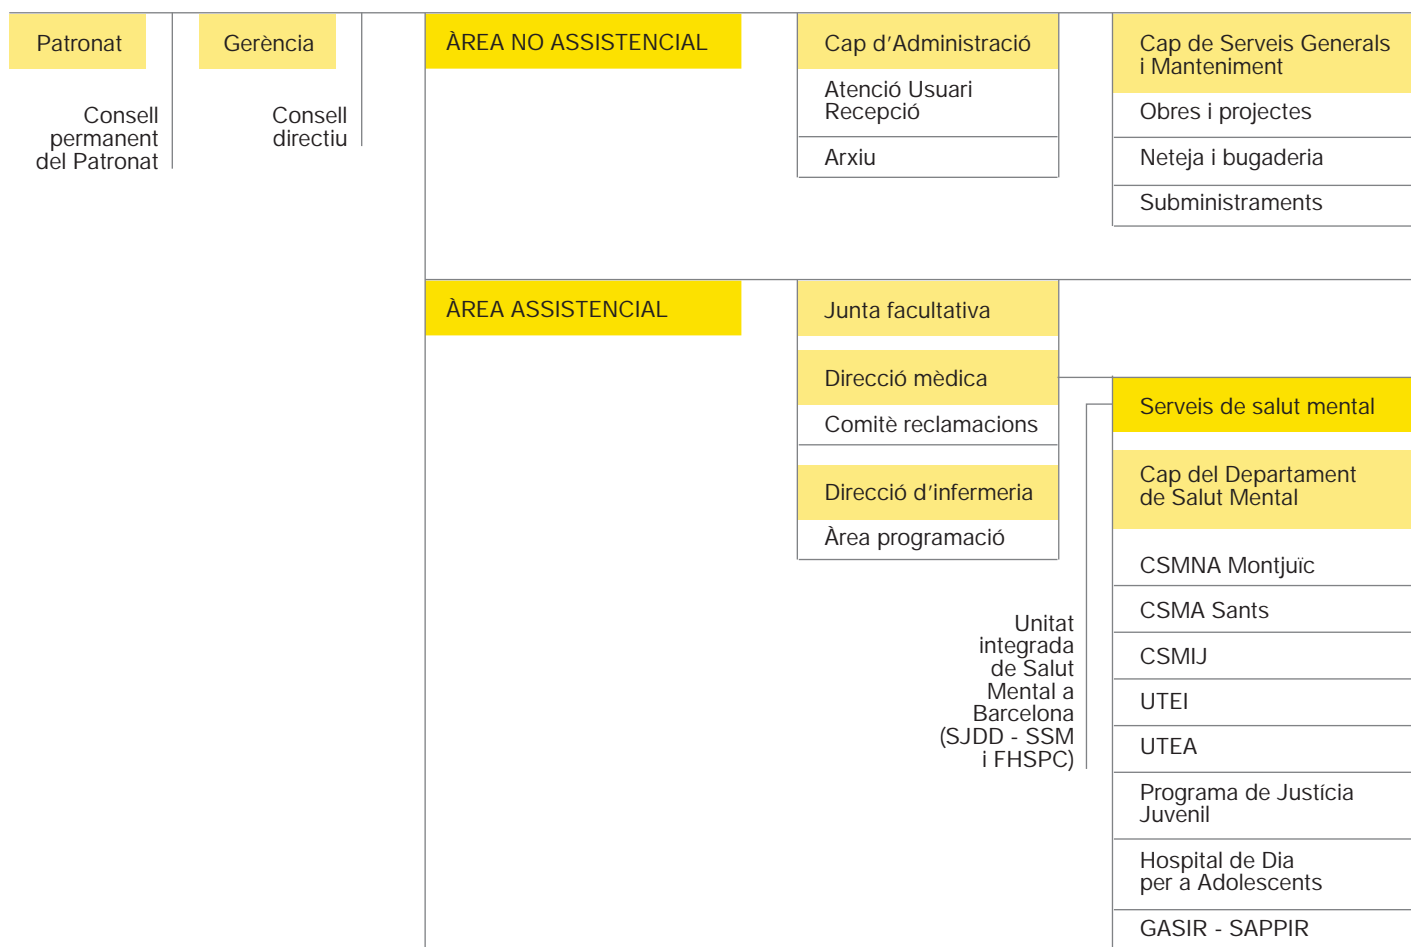 Patronat
Consell
permanent
del Patronat
Gerència
Consell
directiu
ÀREA NO ASSISTENCIAL
Cap d'Administració
Atenció Usuari
Recepció
Arxiu
Cap de Serveis Generals
i Manteniment
Obres i projectes
Neteja i bugaderia
Subministraments
ÀREA ASSISTENCIAL
Junta facultativa
Direcció mèdica
Comitè reclamacions
Direcció d'infermeria
Àrea programació
Unitat
integrada
de Salut
Mental a
Barcelona
(SJDD - SSM
i FHSPC)
Serveis de salut mental
Cap del Departament
de Salut Mental
CSMNA Montjuïc
CSMA Sants
CSMIJ
UTEI
UTEA
Programa de Justícia
Juvenil
Hospital de Dia
per a Adolescents
GASIR - SAPPIR